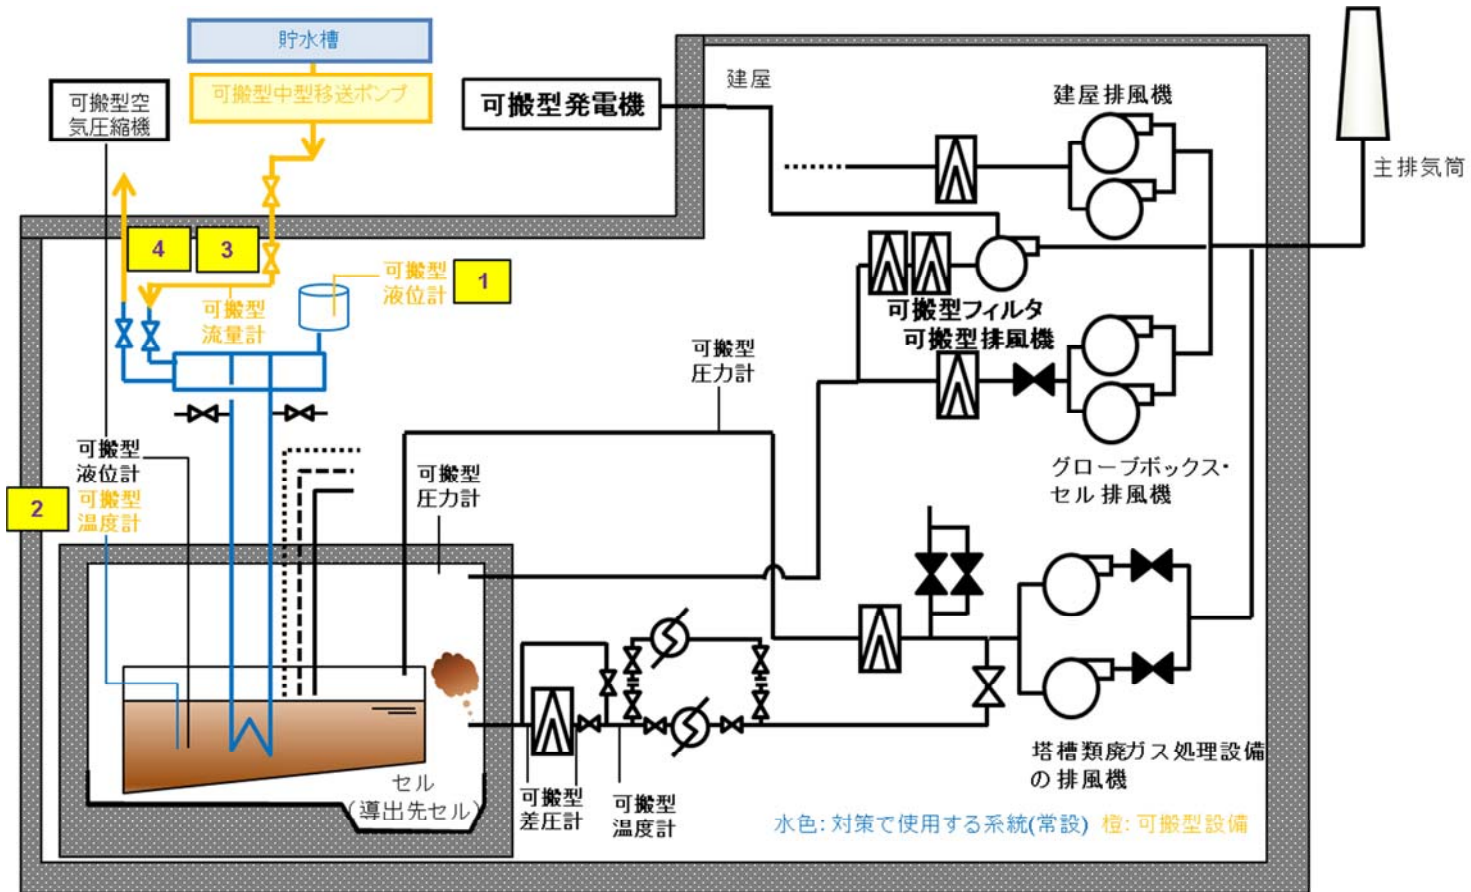 貯水槽
可搬型中型移送ポンプ
可搬型空
気圧縮機
可搬型発電機
建屋
建屋排風機
主排気筒
4
3
可搬型
液位計
1
可搬型
流量計
可搬型フィルタ
可搬型排風機
可搬型
圧力計
可搬型
液位計
2
可搬型
温度計
可搬型
圧力計
グローブボックス・
セル排風機
セル
(導出先セル)
可搬型
差圧計
可搬型
温度計
塔槽類廃ガス処理設備
の排風機
水色:対策で使用する系統(常設) 橙:可搬型設備